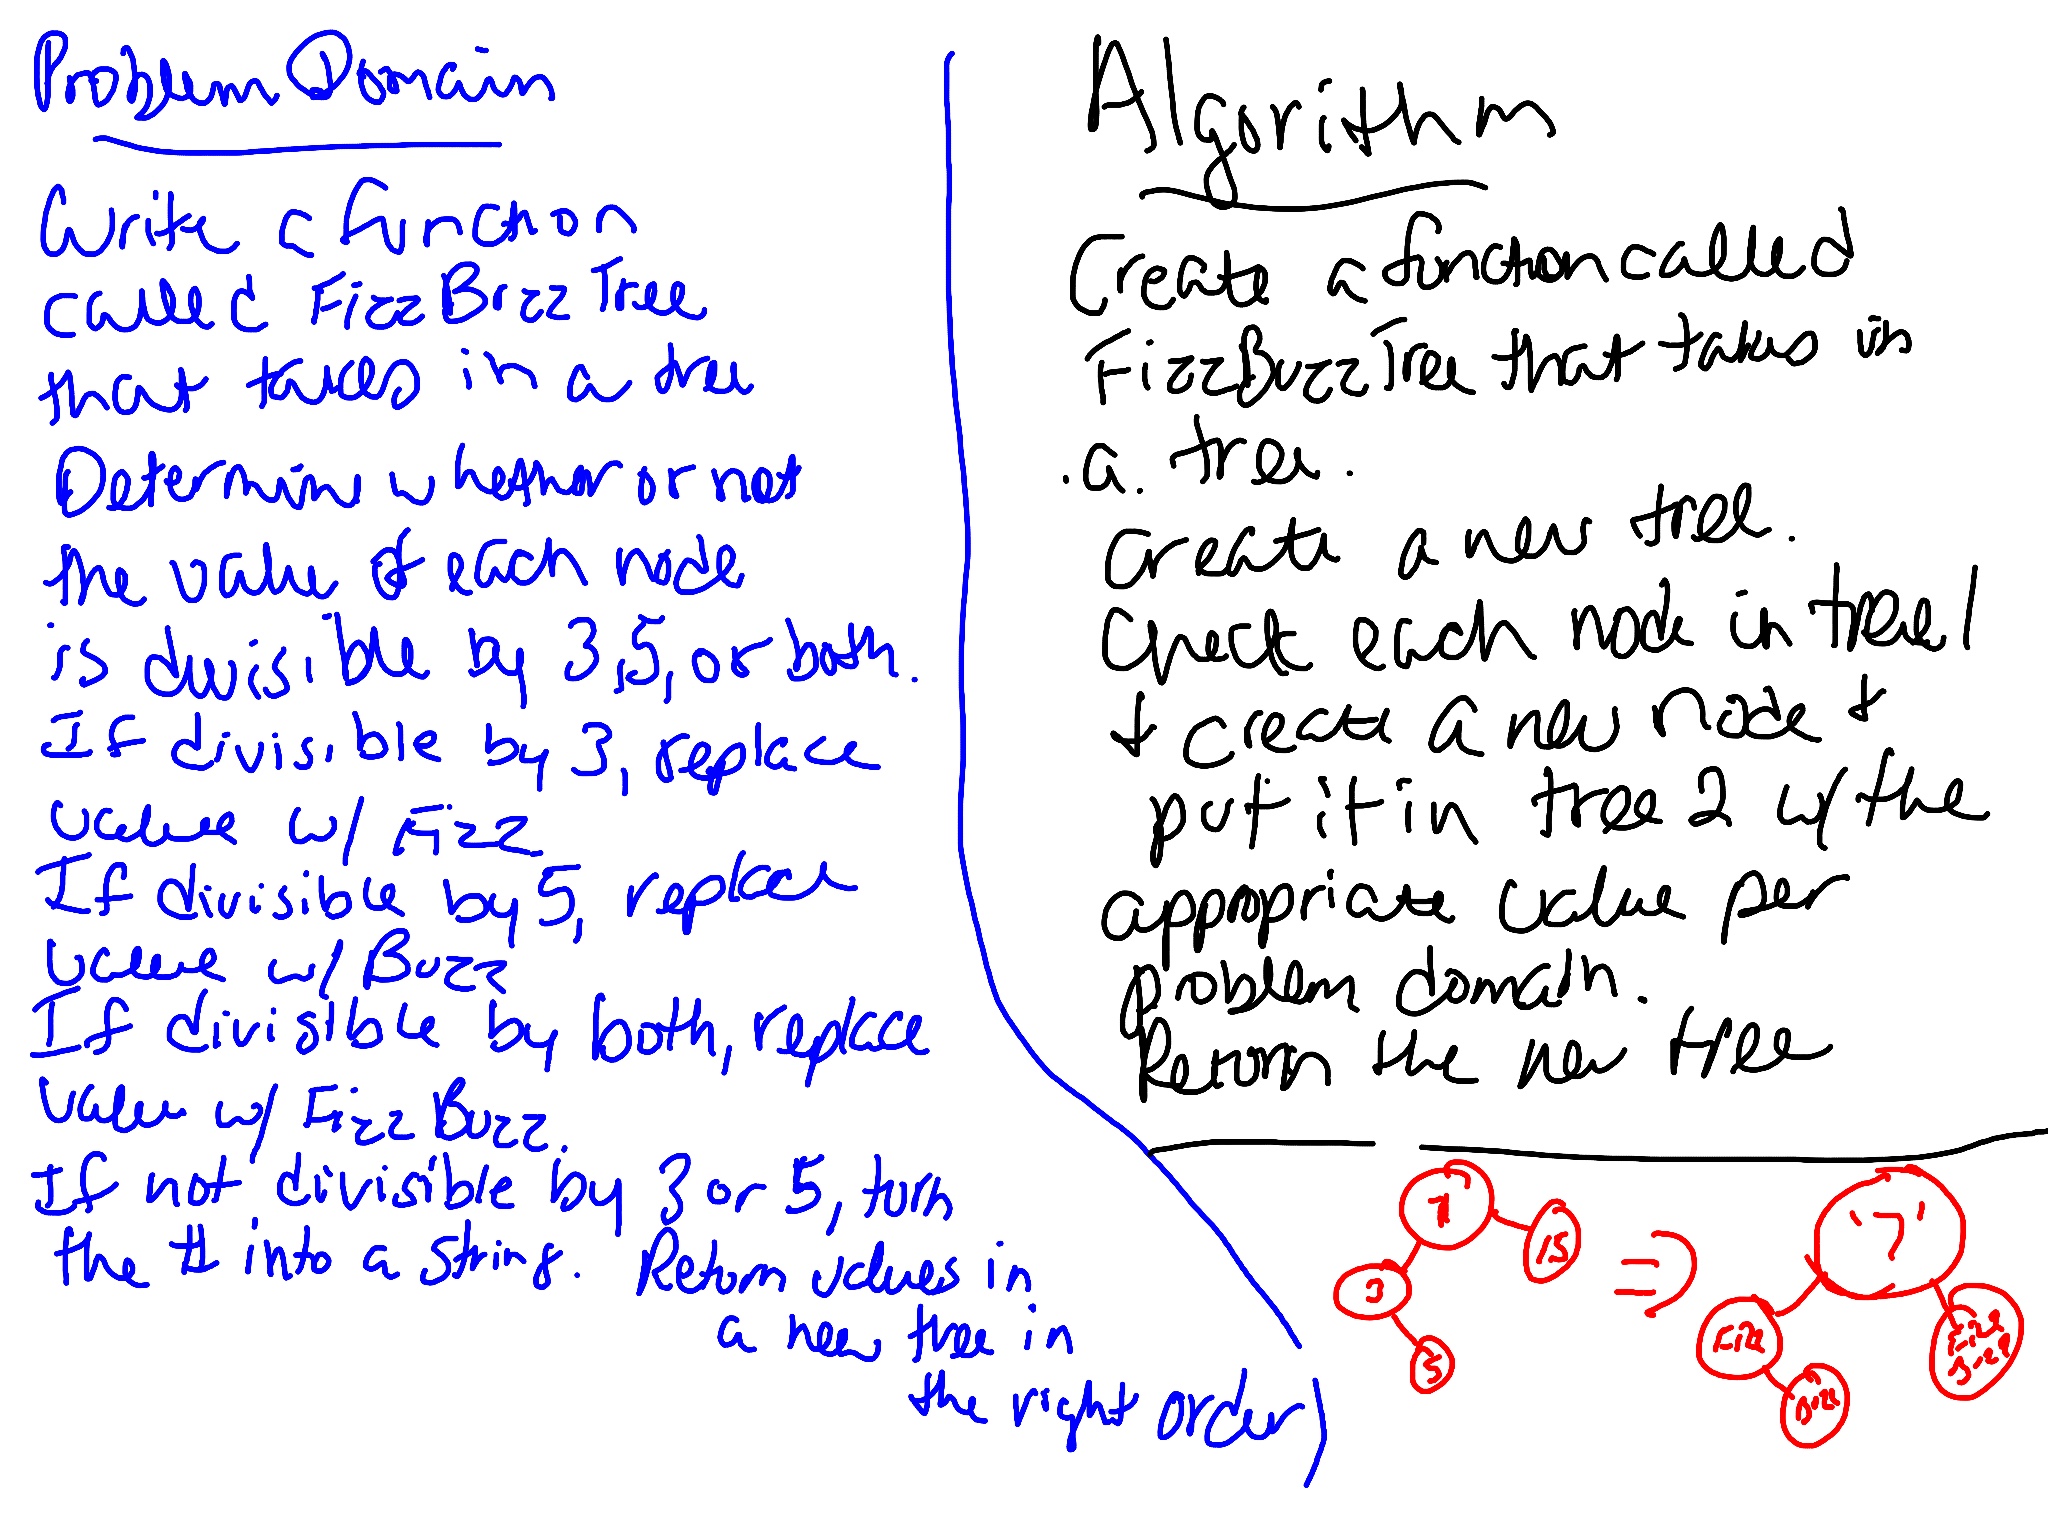 Problem Domain
Write a function
called FizzBuzzTree
that takes in a tree
Determine whether or not
the value of each node
is divisible by 3,5, or both.
If divisible by 3, replace
value w/ Fizz
If divisible by 5, replace
value w/ Buzz
If divisible by both, replace
value w/ FizzBuzz.
If not divisible by 3 or 5, turn
the # into a string. Return values in
a new tree in
the right order
Algorithm
Create a function called
FizzBuzzTree that takes in
a tree.
Create a new tree.
Check each node in tree 1
+ create a new node +
put it in tree 2 w/ the
appropriate value per
problem domain.
Return the new tree
7
15
3
5
'7'
Fizz
Fizz
Buzz
Buzz